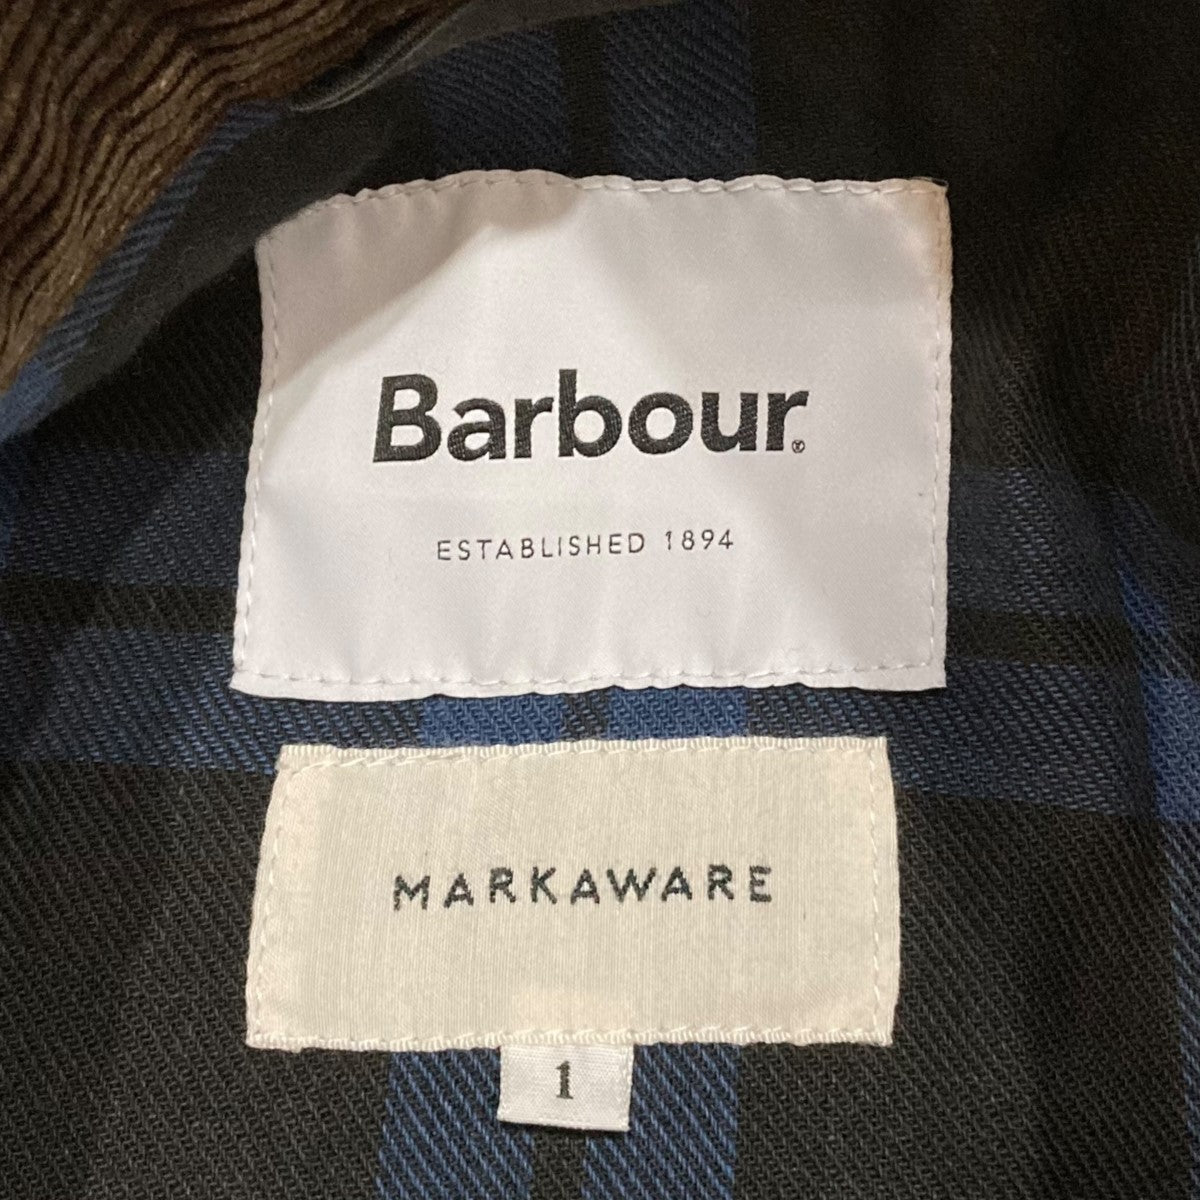 Barbour®
ESTABLISHED 1894
MARKAWARE
1